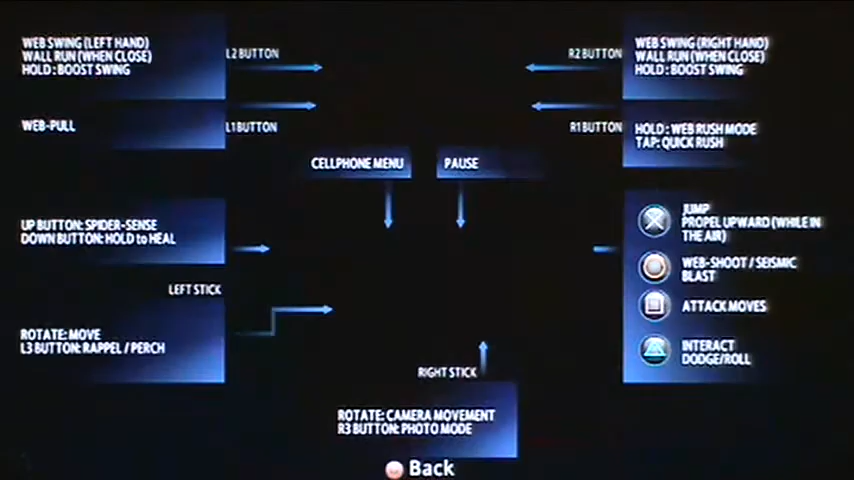 WEB SWING (LEFT HAND)
WALL RUN (WHEN CLOSE)
HOLD : BOOST SWING
L2 BUTTON
R2 BUTTON
WEB SWING (RIGHT HAND)
WALL RUN (WHEN CLOSE)
HOLD : BOOST SWING
WEB-PULL
L1 BUTTON
R1 BUTTON
HOLD : WEB RUSH MODE
TAP: QUICK RUSH
CELLPHONE MENU
PAUSE
UP BUTTON: SPIDER-SENSE
DOWN BUTTON: HOLD to HEAL
JUMP
PROPEL UPWARD (WHILE IN
THE AIR)
WEB-SHOOT / SEISMIC
BLAST
ATTACK MOVES
INTERACT
DODGE/ROLL
LEFT STICK
ROTATE: MOVE
L3 BUTTON: RAPPEL / PERCH
RIGHT STICK
ROTATE: CAMERA MOVEMENT
R3 BUTTON: PHOTO MODE
Back